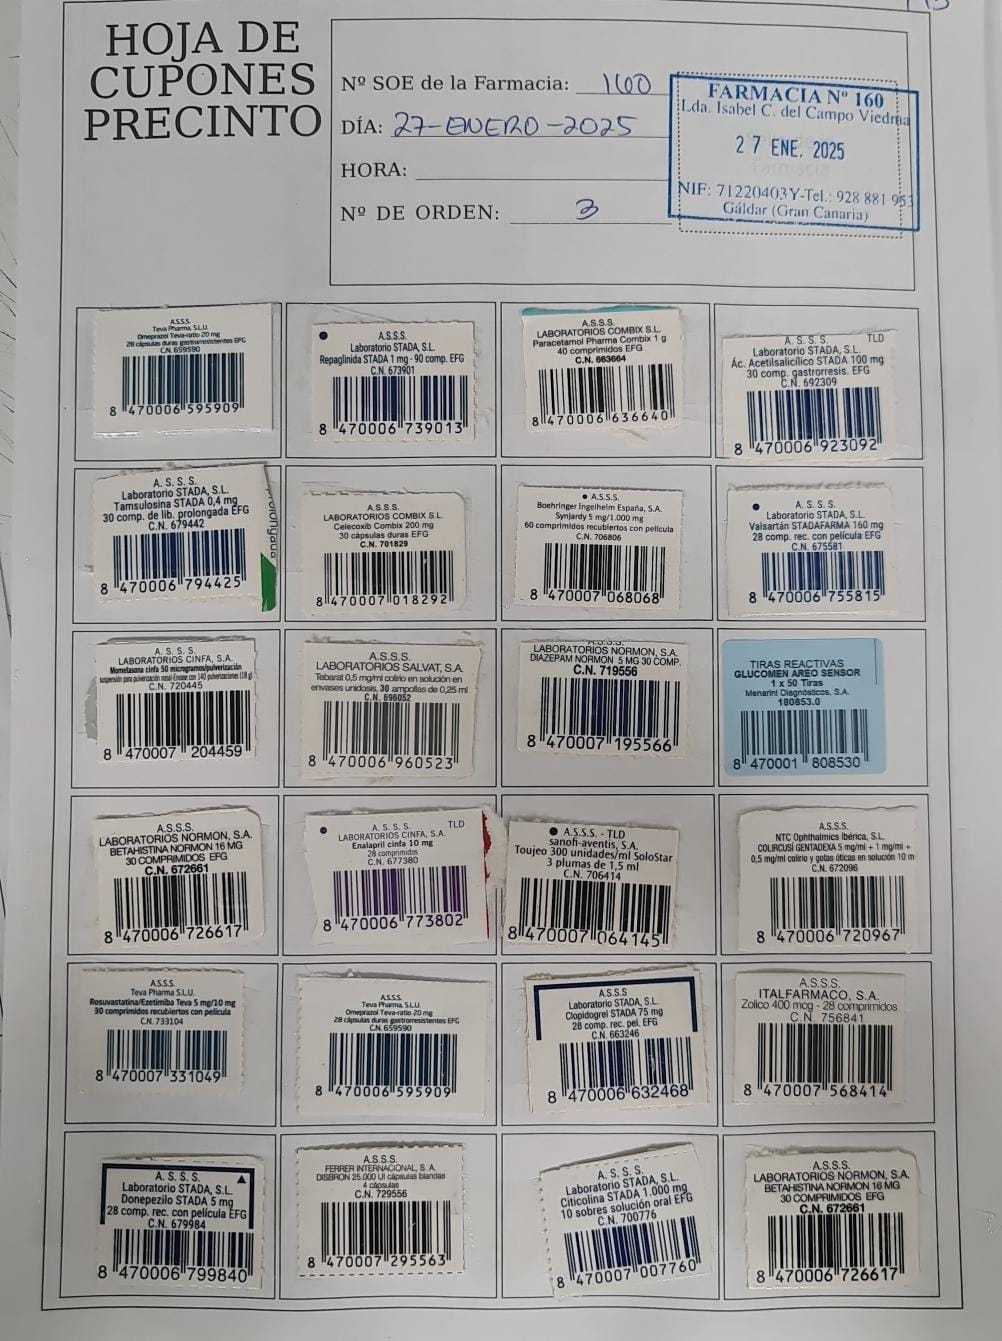 HOJA DE
CUPONES
PRECINTO
Nº SOE de la Farmacia: 160
DÍA: 27-ENERO-2025
HORA:
Nº DE ORDEN: 3
FARMACIA Nº 160
Lda. Isabel C. del Campo Viedma
27 ENE. 2025
NIF: 71220403Y-Tel.: 928 881 953
Gáldar (Gran Canaria)
A.S.S.S.
Teva Pharma, S.L.U.
Omeprazol Teva-ratio 20 mg
28 cápsulas duras gastrorresistentes EFG
C.N. 659590
8 470006 595909
A.S.S.S.
Laboratorio STADA, S.L.
Repaglinida STADA 1 mg - 90 comp. EFG
C.N. 673901
8 470006 739013
A.S.S.S.
LABORATORIOS COMBIX S.L.
Paracetamol Pharma Combix 1 g
40 comprimidos EFG
C.N. 663664
8 470006 636640
A. S. S. S. TLD
Laboratorio STADA, S.L.
Ác. Acetilsalicílico STADA 100 mg
30 comp. gastrorresis. EFG
C.N. 692309
8 470006 923092
A. S. S. S.
Laboratorio STADA, S.L.
Tamsulosina STADA 0,4 mg
30 comp. de lib. prolongada EFG
C.N. 679442
8 470006 794425
A.S.S.S.
LABORATORIOS COMBIX S.L.
Celecoxib Combix 200 mg
30 cápsulas duras EFG
C.N. 701829
8 470007 018292
A.S.S.S.
Boehringer Ingelheim España, S.A.
Synjardy 5 mg/1.000 mg
60 comprimidos recubiertos con película
C.N. 706806
8 470007 068068
A. S. S. S.
Laboratorio STADA, S.L.
Valsartán STADAFARMA 160 mg
28 comp. rec. con película EFG
C.N. 675581
8 470006 755815
A. S. S. S.
LABORATORIOS CINFA, S.A.
Mometasona cinfa 50 microgramos/pulverización
suspensión para pulverización nasal-Envase con 140 pulverizaciones (18 g)
C.N. 720445
8 470007 204459
A.S.S.S.
LABORATORIOS SALVAT, S.A.
Tebarat 0,5 mg/ml colirio en solución en
envases unidosis, 30 ampollas de 0,25 ml
C.N. 696052
8 470006 960523
A.S.S.S.
LABORATORIOS NORMON, S.A.
DIAZEPAM NORMON 5 MG 30 COMP.
C.N. 719556
8 470007 195566
TIRAS REACTIVAS
GLUCOMEN AREO SENSOR
1 x 50 Tiras
Menarini Diagnósticos, S.A.
180853.0
8 470001 808530
A.S.S.S.
LABORATORIOS NORMON, S.A.
BETAHISTINA NORMON 16 MG
30 COMPRIMIDOS EFG
C.N. 672661
8 470006 726617
A. S. S. S. TLD
LABORATORIOS CINFA, S.A.
Enalapril cinfa 10 mg
28 comprimidos
C.N. 677380
8 470006 773802
A.S.S.S. - TLD
sanofi-aventis, S.A.
Toujeo 300 unidades/ml SoloStar
3 plumas de 1,5 ml
C.N. 706414
8 470007 064145
A.S.S.S.
NTC Ophthalmics Ibérica, S.L.
COLIRCUSÍ GENTADEXA 5 mg/ml + 1 mg/ml +
0,5 mg/ml colirio y gotas óticas en solución 10 m
C.N. 672096
8 470006 720967
A.S.S.S.
Teva Pharma S.L.U.
Rosuvastatina/Ezetimiba Teva 5 mg/10 mg
30 comprimidos recubiertos con película
C.N. 733104
8 470007 331049
A.S.S.S.
Teva Pharma, S.L.U.
Omeprazol Teva-ratio 20 mg
28 cápsulas duras gastrorresistentes EFG
C.N. 659590
8 470006 595909
A.S.S.S
Laboratorio STADA, S.L.
Clopidogrel STADA 75 mg
28 comp. rec. pel. EFG
C.N. 663246
8 470006 632468
A.S.S.S.
ITALFARMACO, S.A.
Zolico 400 mcg - 28 comprimidos
C.N. 756841
8 470007 568414
A. S. S. S.
Laboratorio STADA, S.L.
Donepezilo STADA 5 mg
28 comp. rec. con película EFG
C.N. 679984
8 470006 799840
A.S.S.S.
FERRER INTERNACIONAL, S. A.
DISBRON 25.000 UI cápsulas blandas
4 cápsulas
C.N. 729556
8 470007 295563
A. S. S. S.
Laboratorio STADA, S.L.
Citicolina STADA 1.000 mg
10 sobres solución oral EFG
C.N. 700776
8 470007 007760
A.S.S.S.
LABORATORIOS NORMON, S.A.
BETAHISTINA NORMON 16 MG
30 COMPRIMIDOS EFG
C.N. 672661
8 470006 726617